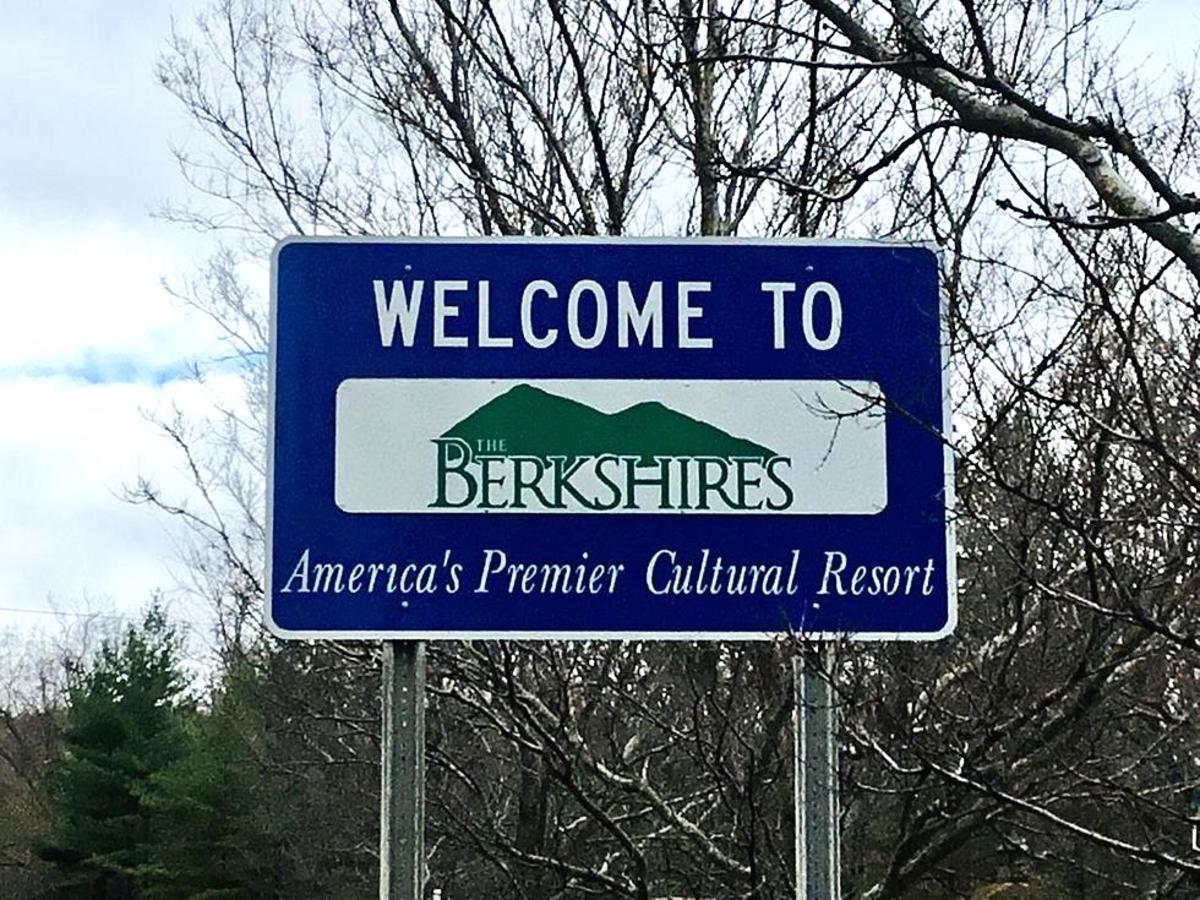 WELCOME TO
THE
BERKSHIRES
America's Premier Cultural Resort